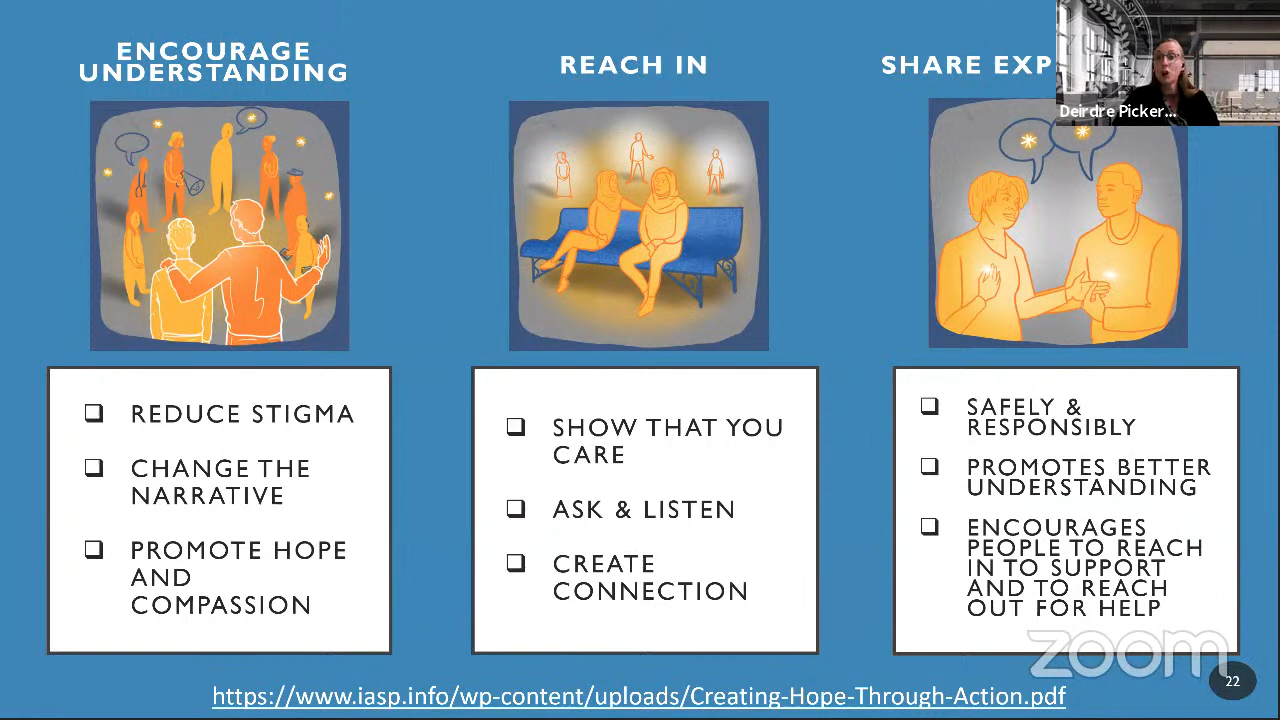 ENCOURAGE
UNDERSTANDING
REACH IN
SHARE EXP
Deirdre Picker...
REDUCE STIGMA
CHANGE THE
NARRATIVE
PROMOTE HOPE
AND
COMPASSION
SHOW THAT YOU
CARE
ASK & LISTEN
CREATE
CONNECTION
SAFELY &
RESPONSIBLY
PROMOTES BETTER
UNDERSTANDING
ENCOURAGES
PEOPLE TO REACH
IN TO SUPPORT
AND TO REACH
OUT FOR HELP
zoom
https://www.iasp.info/wp-content/uploads/Creating-Hope-Through-Action.pdf
22